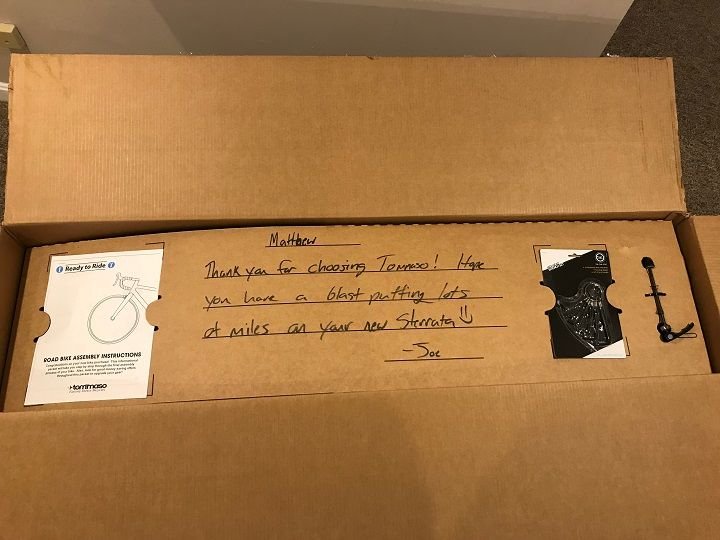 Ready to Ride
ROAD BIKE ASSEMBLY INSTRUCTIONS
Tommaso
Matthew
Thank you for choosing Tommaso! Hope
you have a blast putting lots
of miles on your new Sterrata
-Joe